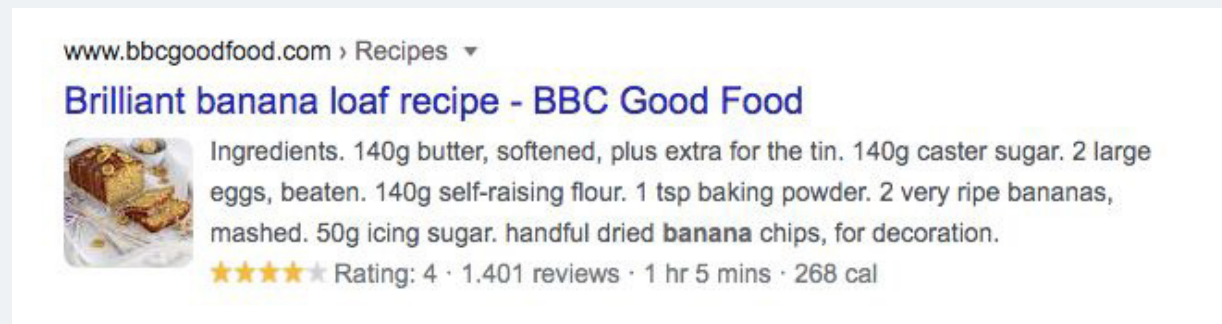 www.bbcgoodfood.com › Recipes
Brilliant banana loaf recipe - BBC Good Food
Ingredients. 140g butter, softened, plus extra for the tin. 140g caster sugar. 2 large
eggs, beaten. 140g self-raising flour. 1 tsp baking powder. 2 very ripe bananas,
mashed. 50g icing sugar. handful dried banana chips, for decoration.
Rating: 4 · 1.401 reviews · 1 hr 5 mins · 268 cal